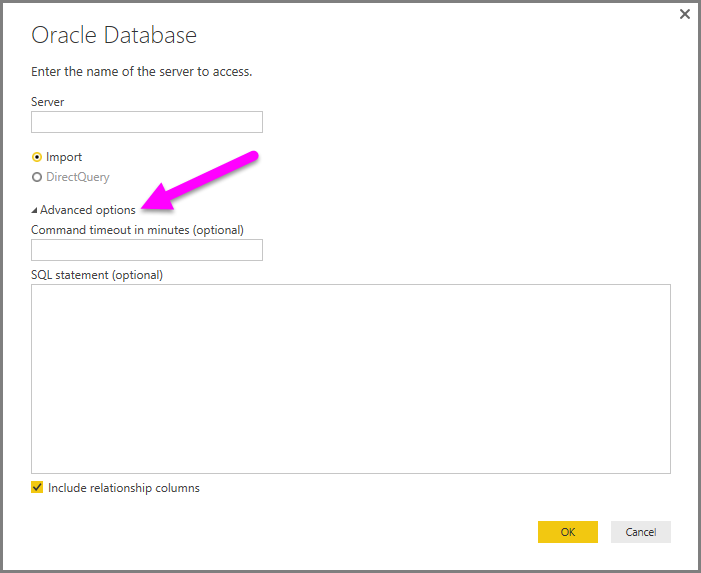 Oracle Database
Enter the name of the server to access.
Server
Import
DirectQuery
Advanced options
Command timeout in minutes (optional)
SQL statement (optional)
Include relationship columns
OK
Cancel